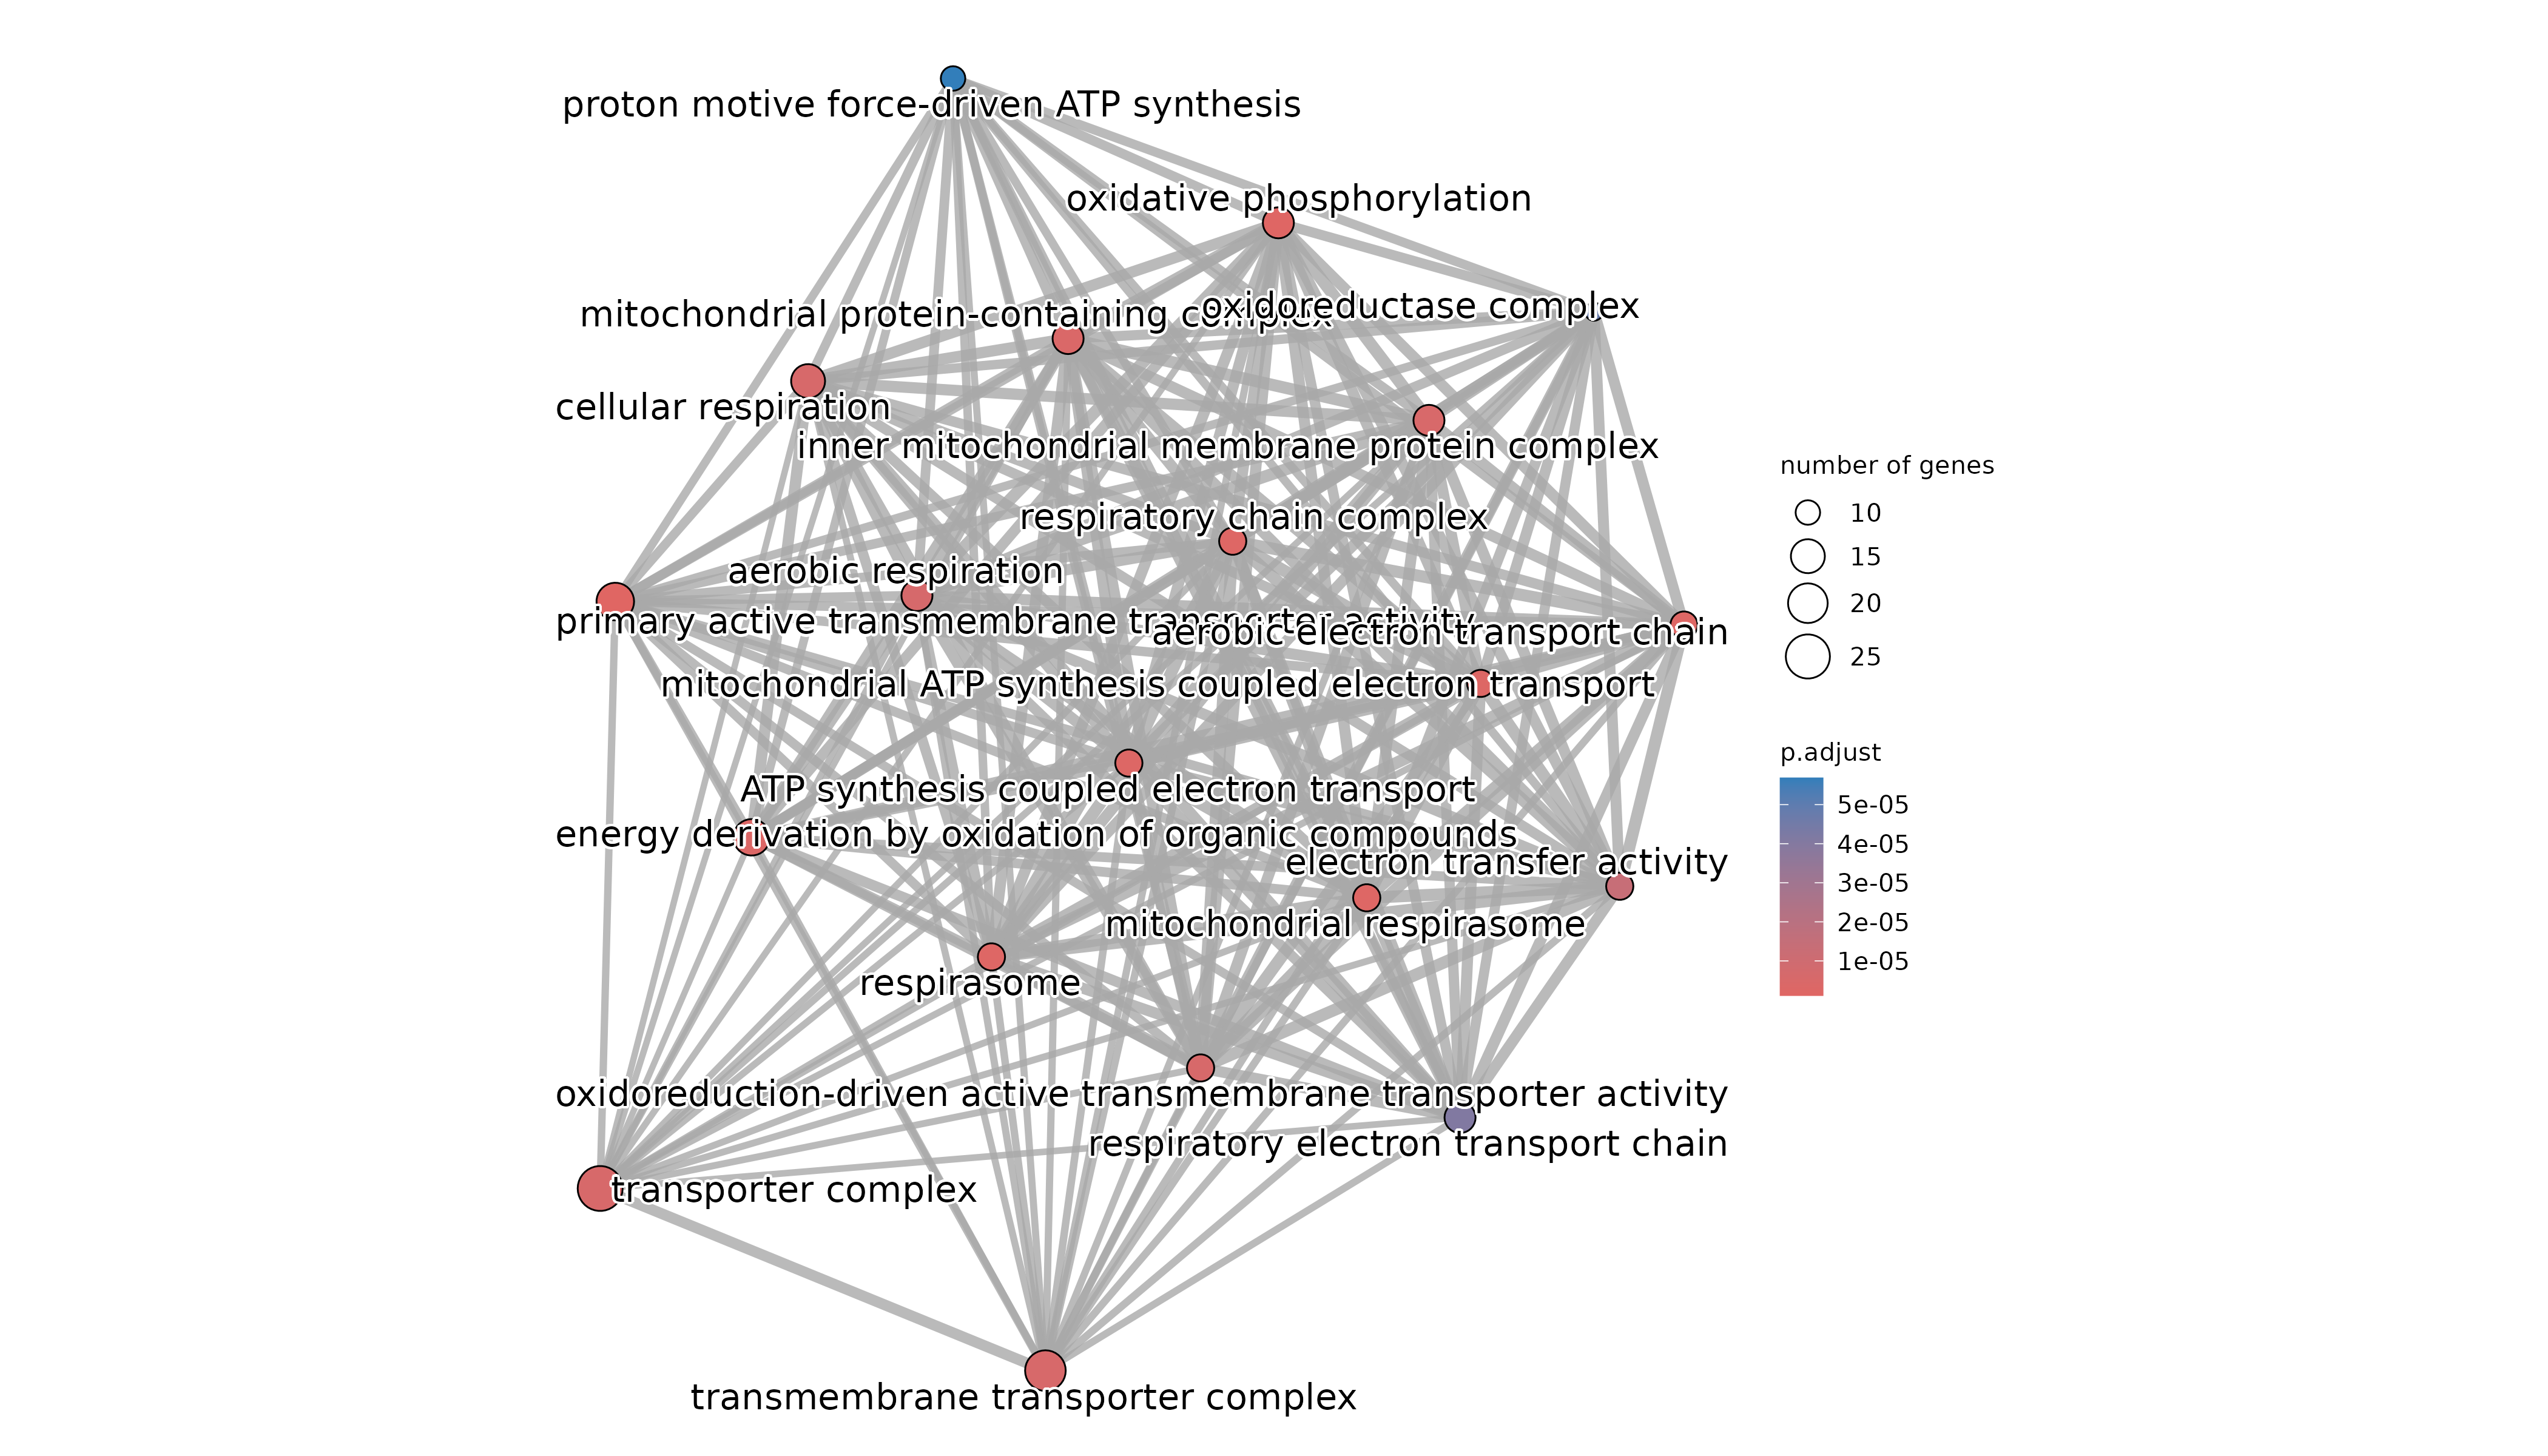 proton motive force-driven ATP synthesis
oxidative phosphorylation
oxidoreductase complex
mitochondrial protein-containing complex
cellular respiration
inner mitochondrial membrane protein complex
respiratory chain complex
aerobic respiration
primary active transmembrane transporter activity
aerobic electron transport chain
mitochondrial ATP synthesis coupled electron transport
ATP synthesis coupled electron transport
energy derivation by oxidation of organic compounds
electron transfer activity
mitochondrial respirasome
respirasome
oxidoreduction-driven active transmembrane transporter activity
respiratory electron transport chain
transporter complex
transmembrane transporter complex
number of genes
10
15
20
25
p.adjust
5e-05
4e-05
3e-05
2e-05
1e-05